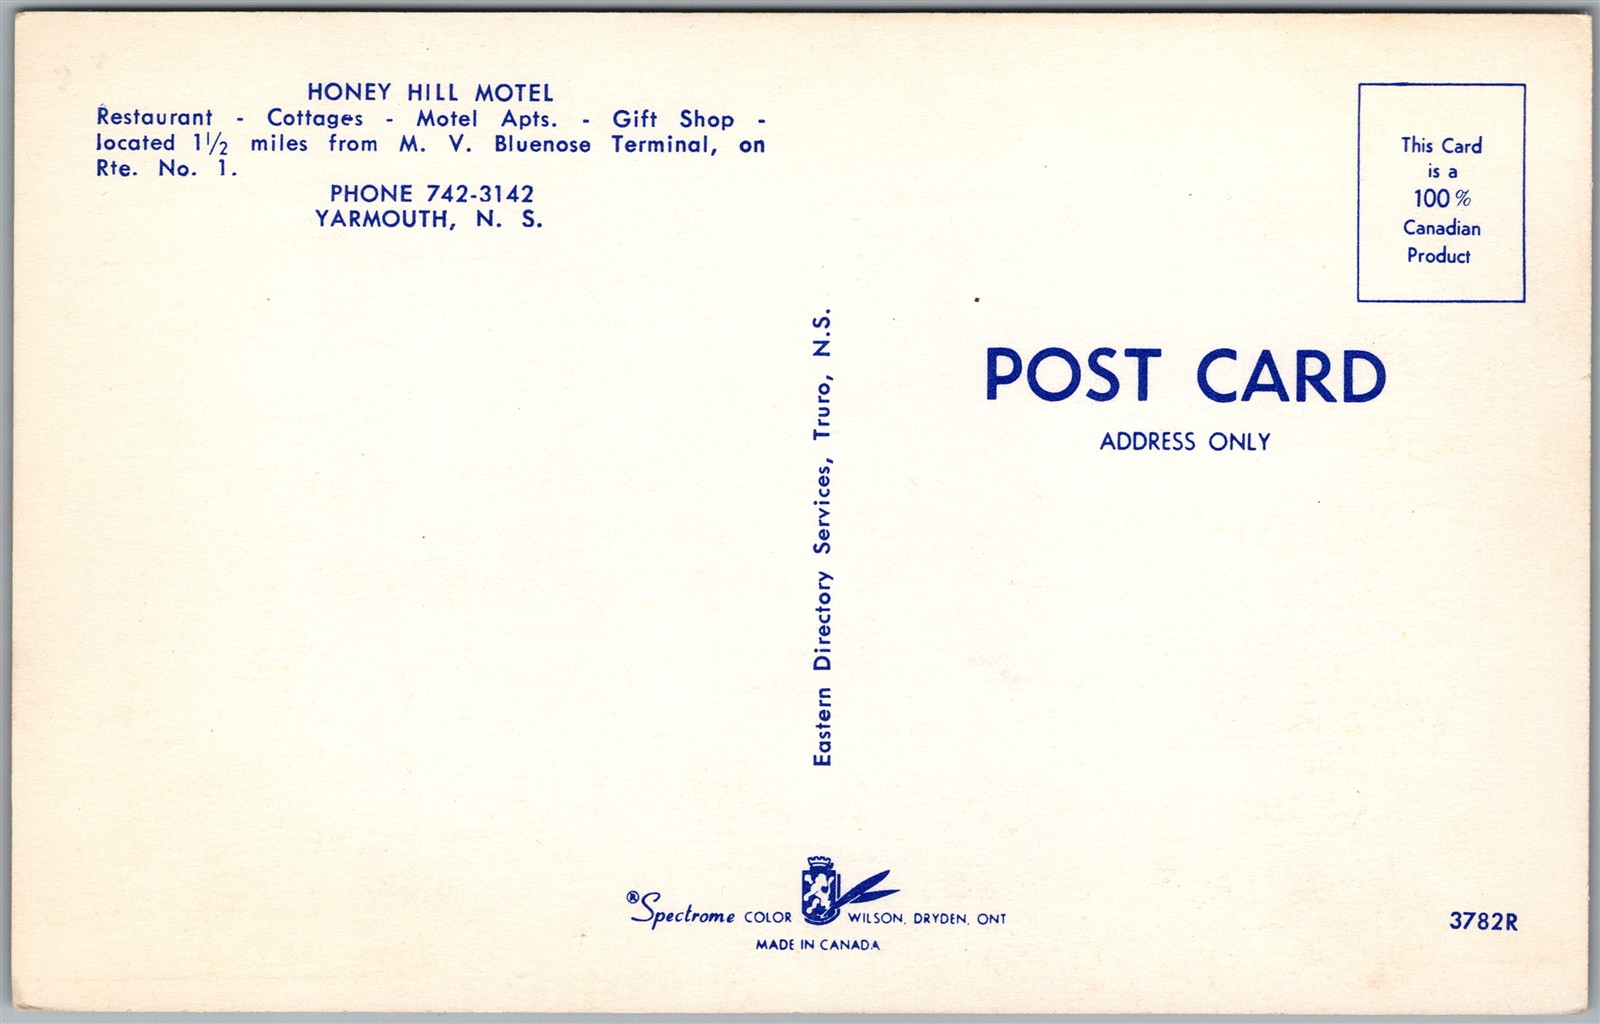 HONEY HILL MOTEL
Restaurant - Cottages - Motel Apts. - Gift Shop -
located 1½ miles from M. V. Bluenose Terminal, on
Rte. No. 1.
PHONE 742-3142
YARMOUTH, N. S.
Eastern Directory Services, Truro, N.S.
This Card
is a
100%
Canadian
Product
POST CARD
ADDRESS ONLY
®Spectrome COLOR WILSON, DRYDEN, ONT
MADE IN CANADA
3782R